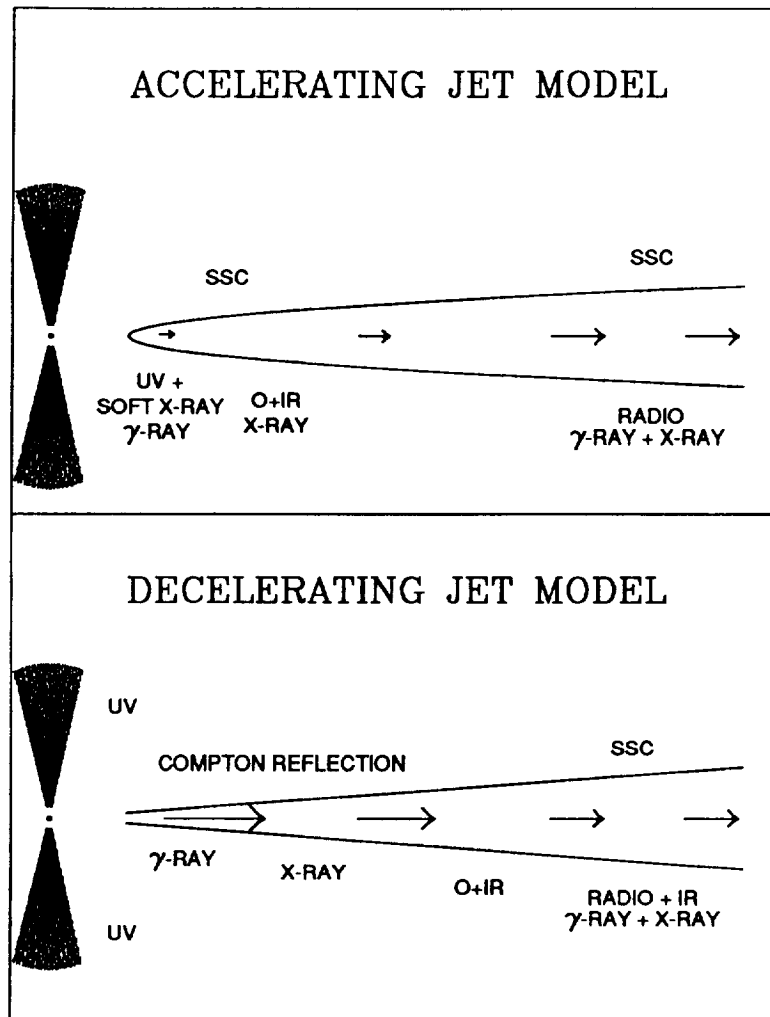 ACCELERATING JET MODEL
SSC
SSC
UV +
SOFT X-RAY
γ-RAY
O+IR
X-RAY
RADIO
γ-RAY + X-RAY
DECELERATING JET MODEL
UV
SSC
COMPTON REFLECTION
γ-RAY
X-RAY
O+IR
RADIO + IR
γ-RAY + X-RAY
UV